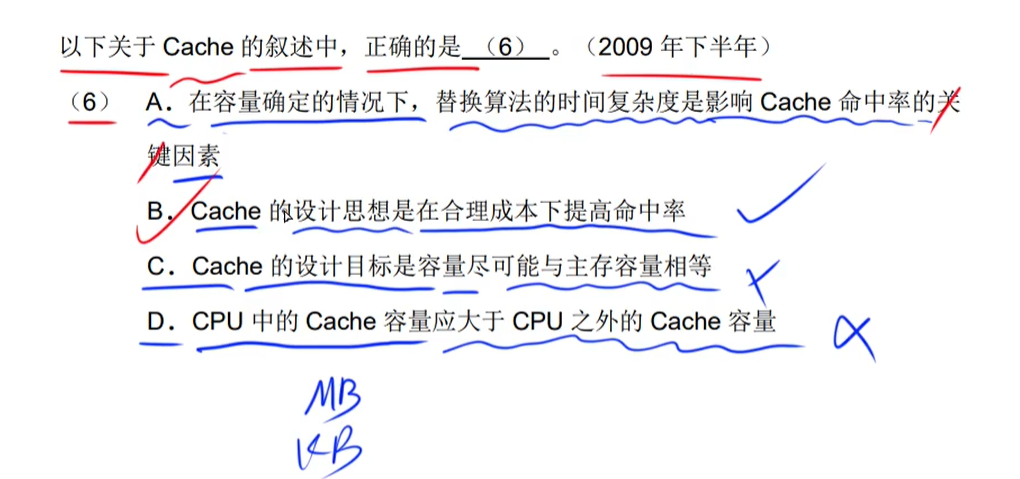 以下关于 Cache 的叙述中，正确的是 （6） 。（2009 年下半年）
（6） A．在容量确定的情况下，替换算法的时间复杂度是影响 Cache 命中率的关
键因素
B．Cache 的设计思想是在合理成本下提高命中率
C．Cache 的设计目标是容量尽可能与主存容量相等
D．CPU 中的 Cache 容量应大于 CPU 之外的 Cache 容量
MB
KB